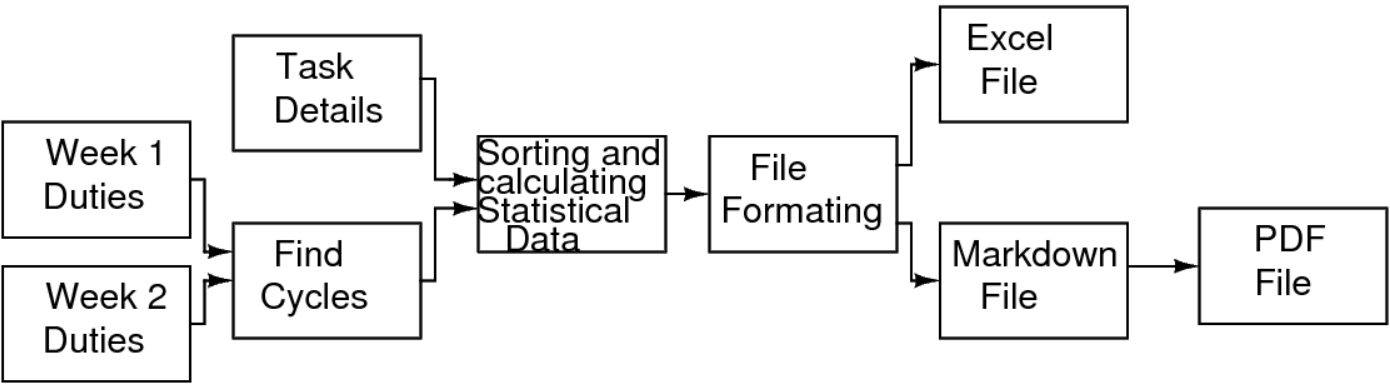 Week 1
Duties
Week 2
Duties
Task
Details
Find
Cycles
Sorting and
calculating
Statistical
Data
File
Formating
Excel
File
Markdown
File
PDF
File